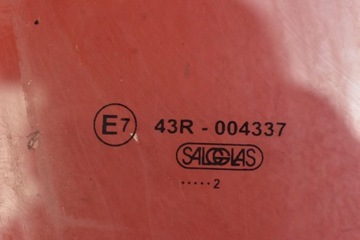 E7 43R - 004337
SALGGLAS
..... 2